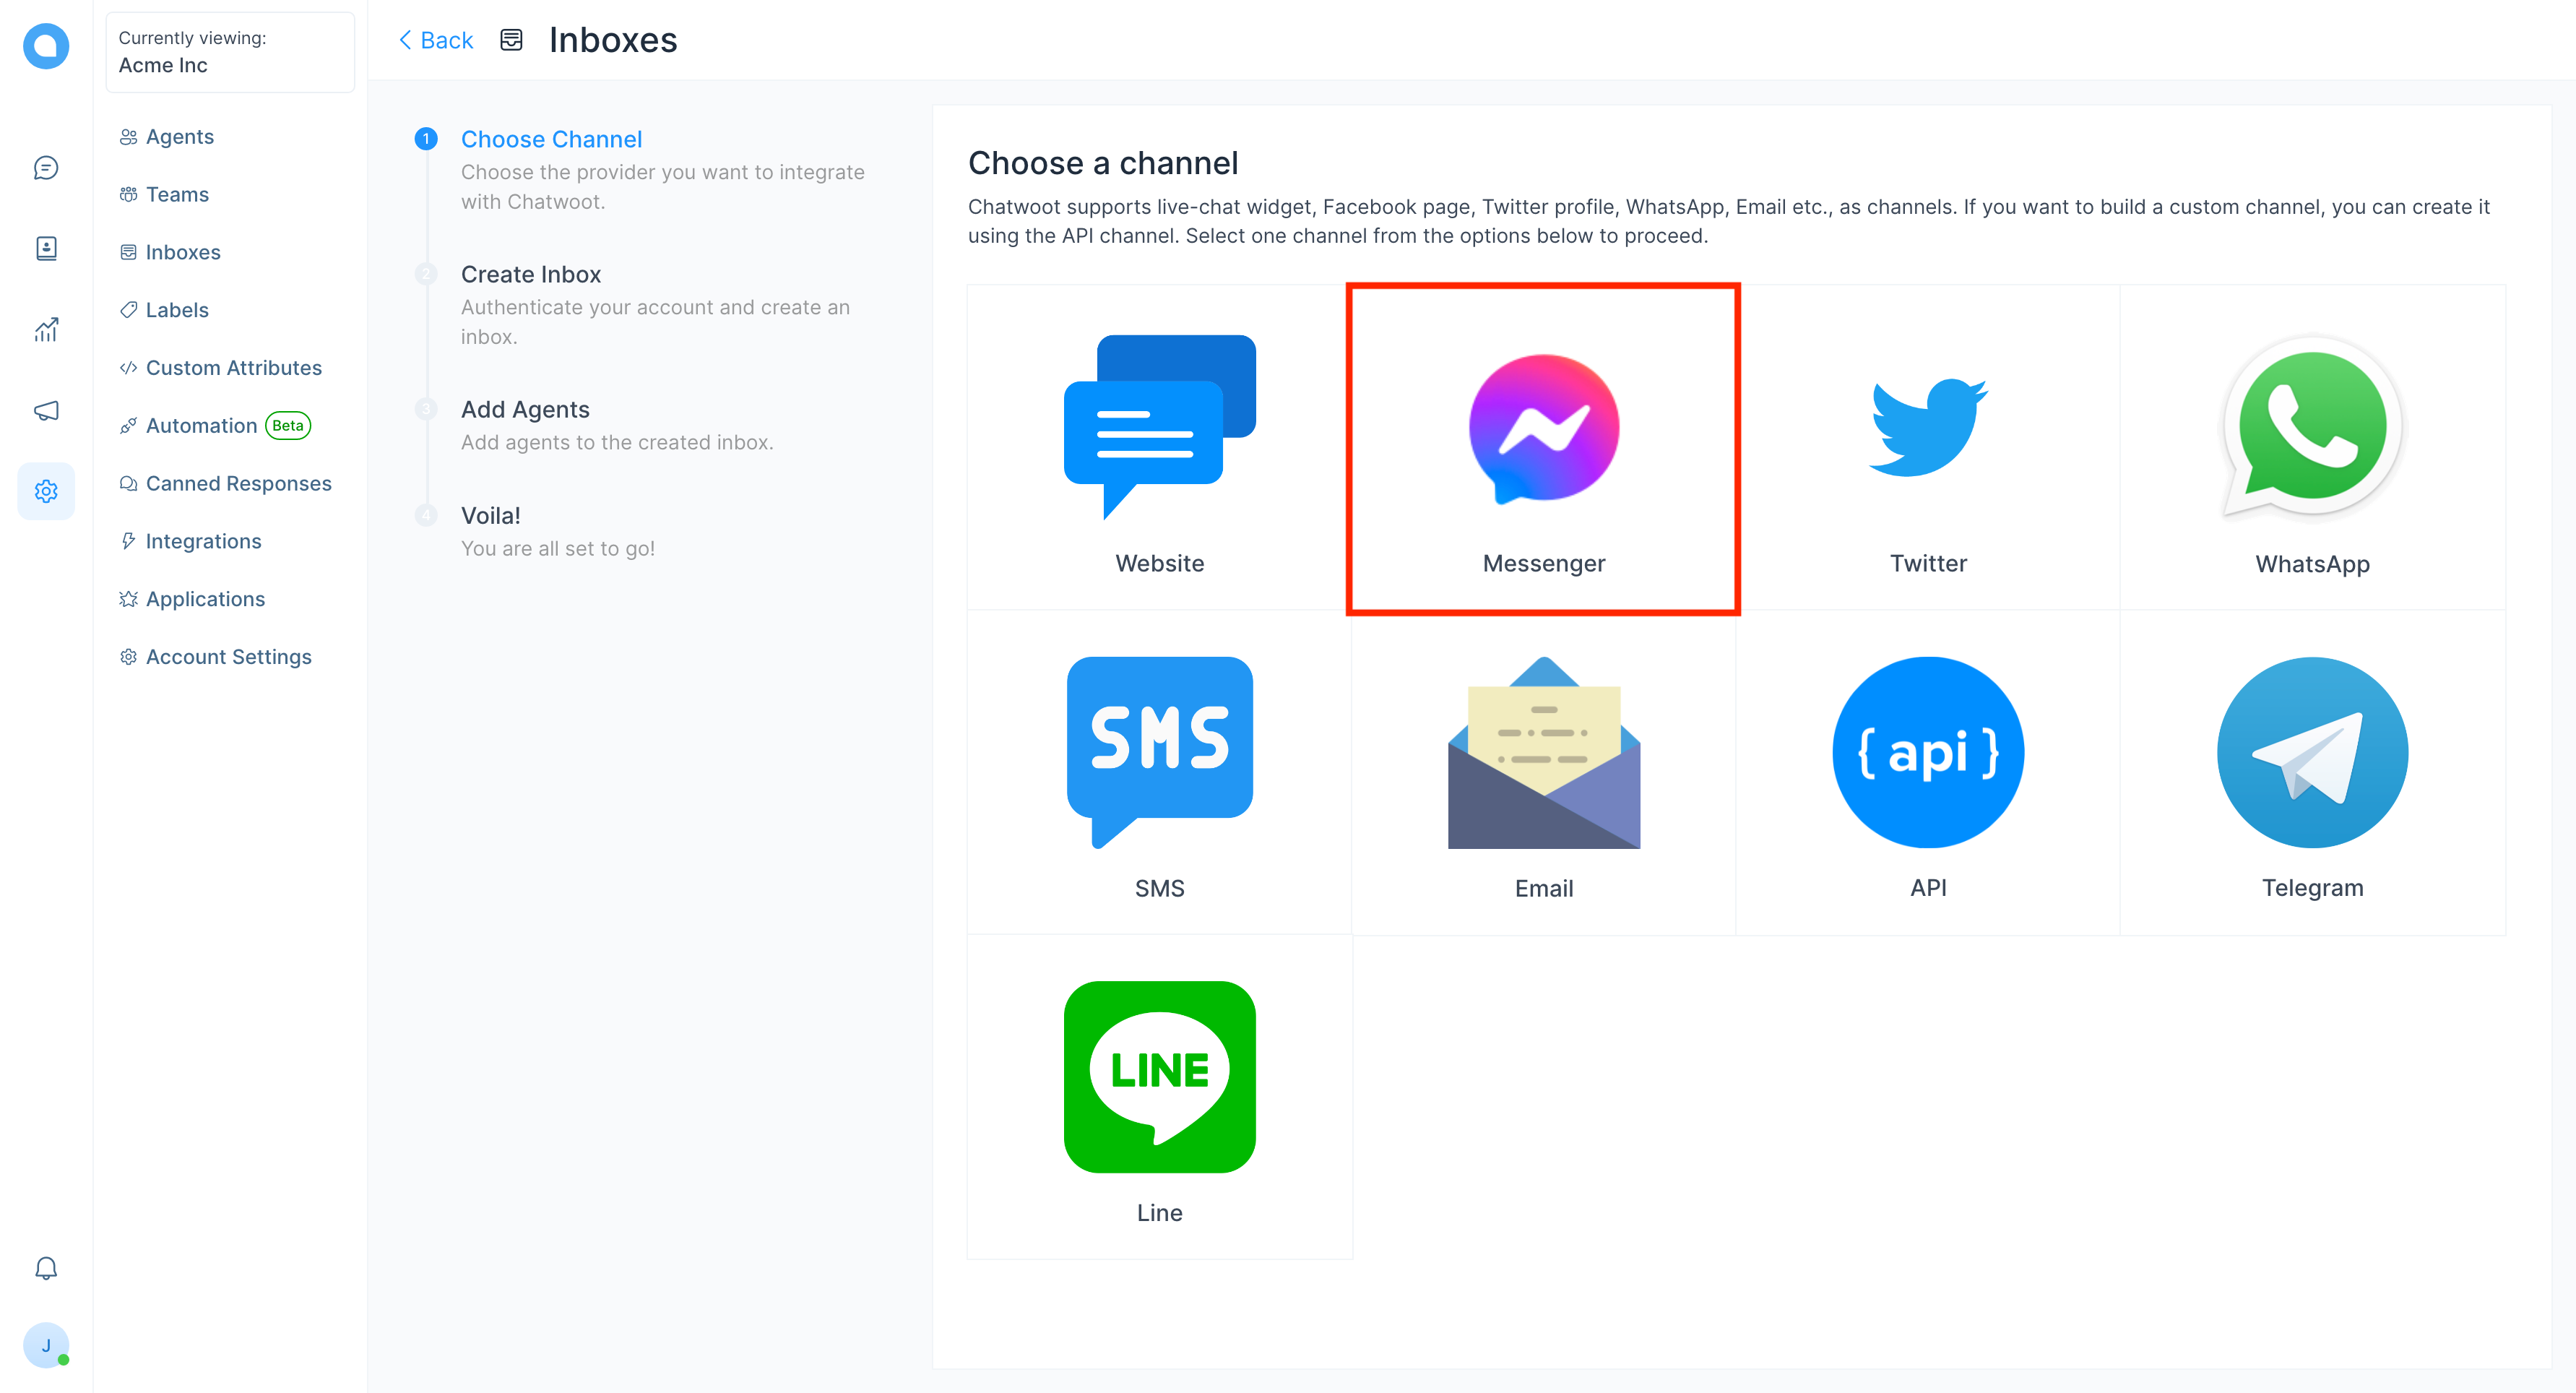 Currently viewing:
Acme Inc
Agents
Teams
Inboxes
Labels
Custom Attributes
Automation Beta
Canned Responses
Integrations
Applications
Account Settings
J
Back Inboxes
1 Choose Channel
Choose the provider you want to integrate
with Chatwoot.
2 Create Inbox
Authenticate your account and create an
inbox.
3 Add Agents
Add agents to the created inbox.
4 Voila!
You are all set to go!
Choose a channel
Chatwoot supports live-chat widget, Facebook page, Twitter profile, WhatsApp, Email etc., as channels. If you want to build a custom channel, you can create it
using the API channel. Select one channel from the options below to proceed.
Website
Messenger
Twitter
WhatsApp
SMS
SMS
Email
{ api }
API
Telegram
LINE
Line